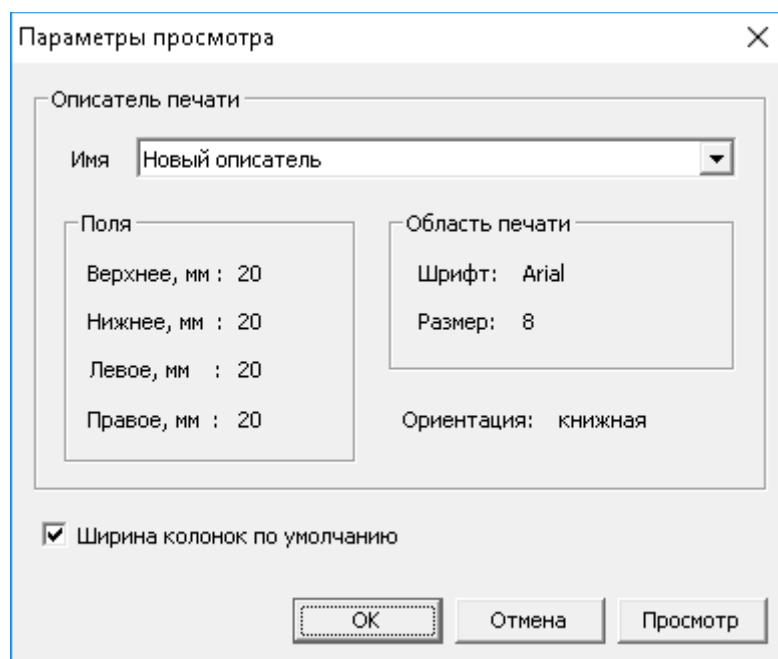 Параметры просмотра
Описатель печати
Имя Новый описатель
Поля
Верхнее, мм : 20
Нижнее, мм : 20
Левое, мм : 20
Правое, мм : 20
Область печати
Шрифт: Arial
Размер: 8
Ориентация: книжная
Ширина колонок по умолчанию
OK Отмена Просмотр